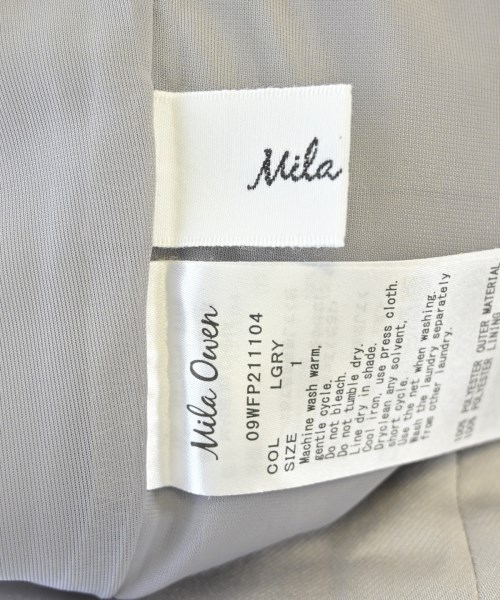 Mila
Mila Owen
09WFP211104
COL LGRY
SIZE 1
Machine wash warm,
gentle cycle.
Do not bleach.
Do not tumble dry.
Line dry in shade.
Cool iron, use press cloth.
Dryclean any solvent,
short cycle.
Use the net when washing.
Wash the laundry separately
from other laundry.
100% POLYESTER OUTER MATERIAL
100% POLYESTER LINING